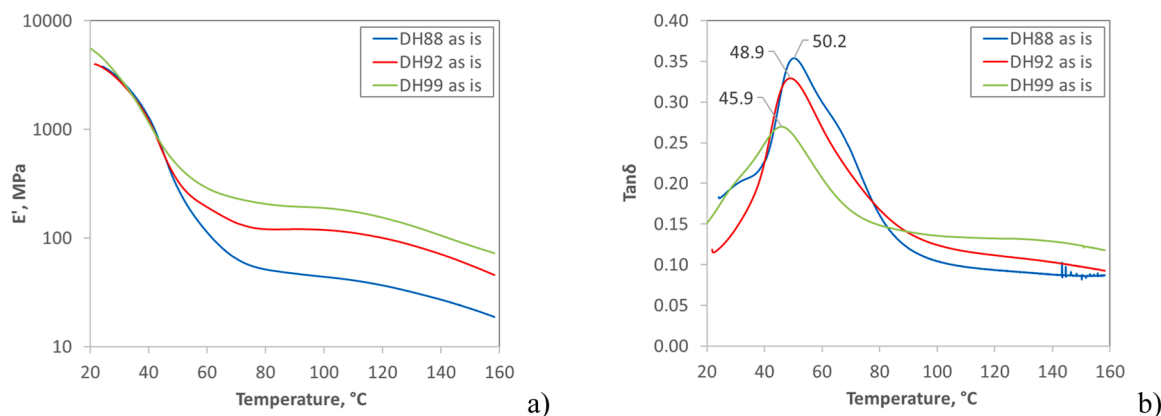 10000
1000
100
10
E', MPa
20 40 60 80 100 120 140 160
Temperature, °C
DH88 as is
DH92 as is
DH99 as is
a)
0.40
0.35
0.30
0.25
0.20
0.15
0.10
0.05
0.00
Tanδ
50.2
48.9
45.9
20 40 60 80 100 120 140 160
Temperature, °C
DH88 as is
DH92 as is
DH99 as is
b)